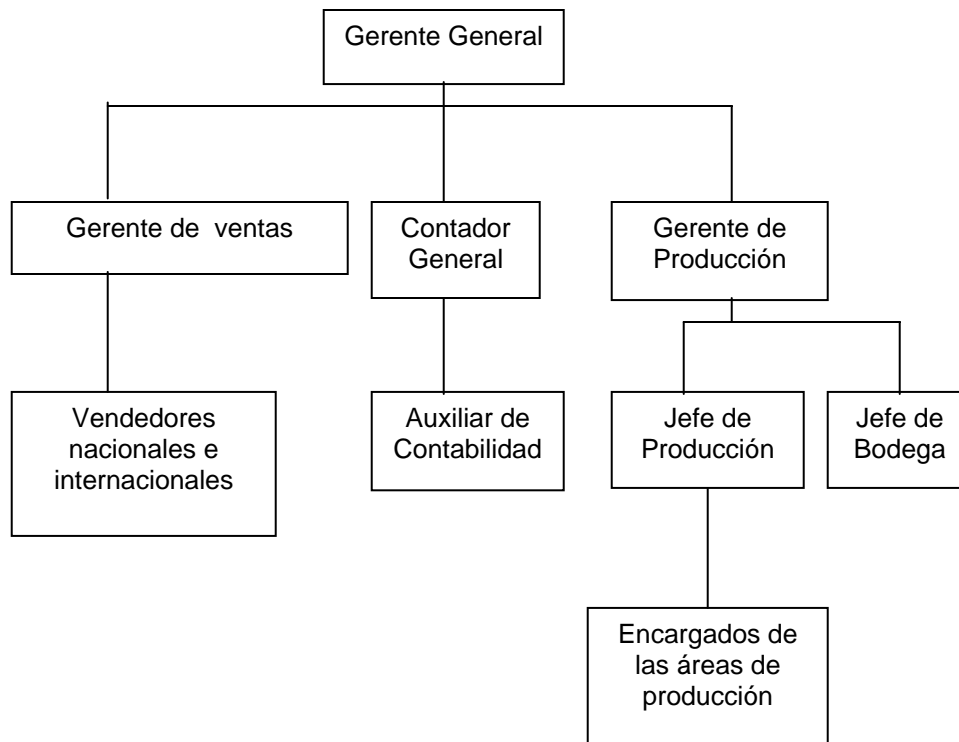 Gerente General
Gerente de  ventas
Contador
General
Gerente de
Producción
Vendedores
nacionales e
internacionales
Auxiliar de
Contabilidad
Jefe de
Producción
Jefe de
Bodega
Encargados de
las áreas de
producción